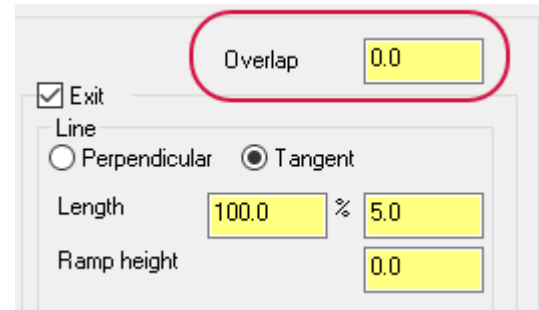 Overlap 0.0
Exit
Line
Perpendicular Tangent
Length 100.0 % 5.0
Ramp height 0.0